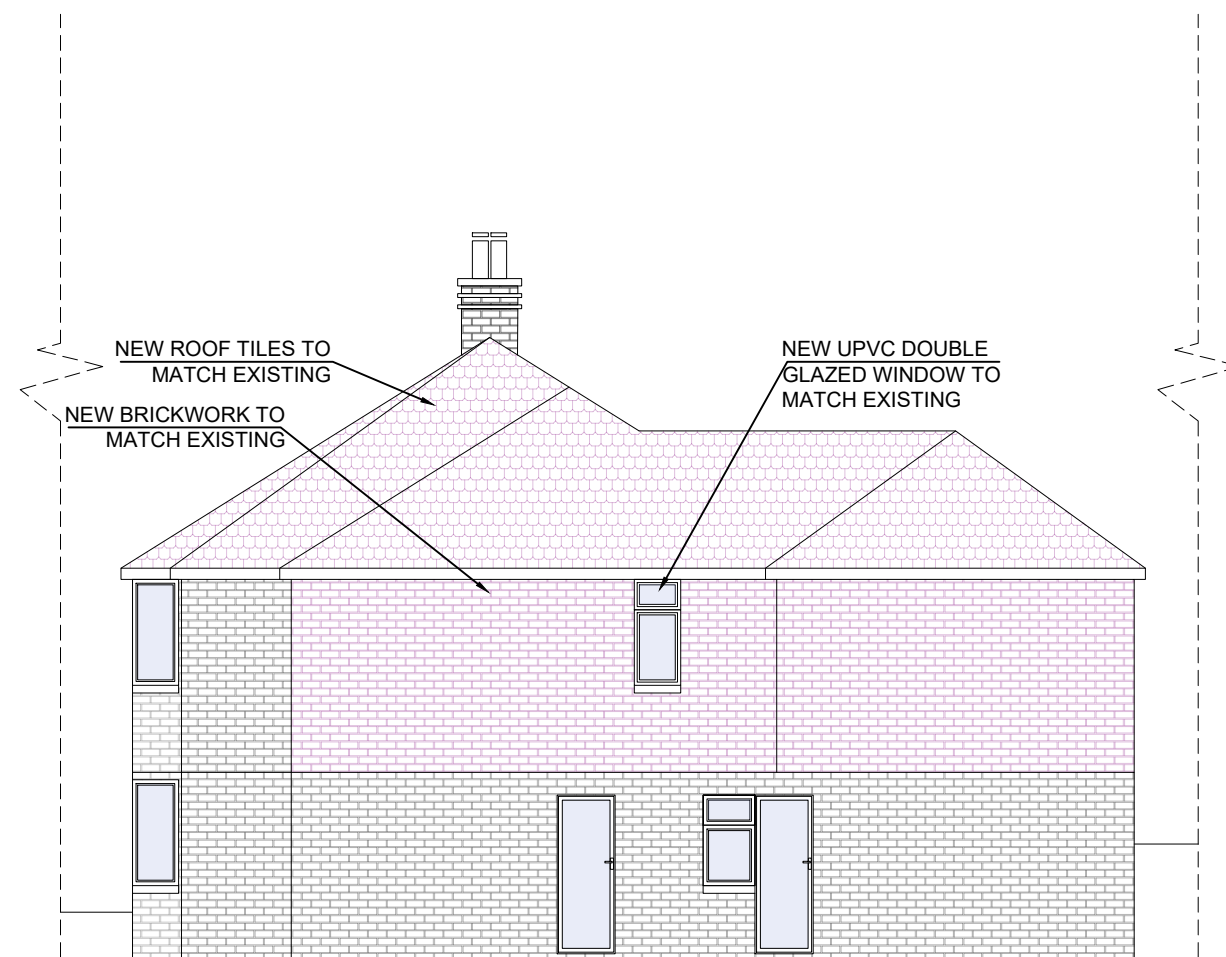 NEW ROOF TILES TO
MATCH EXISTING
NEW BRICKWORK TO
MATCH EXISTING
NEW UPVC DOUBLE
GLAZED WINDOW TO
MATCH EXISTING